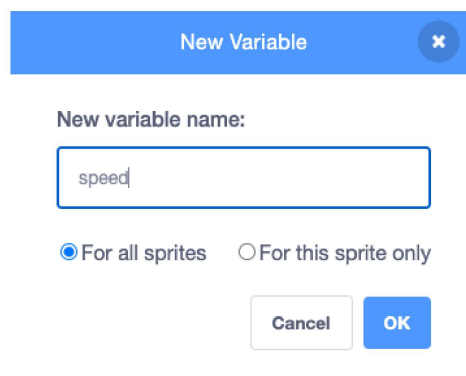 New Variable
New variable name:
speed
For all sprites For this sprite only
Cancel OK